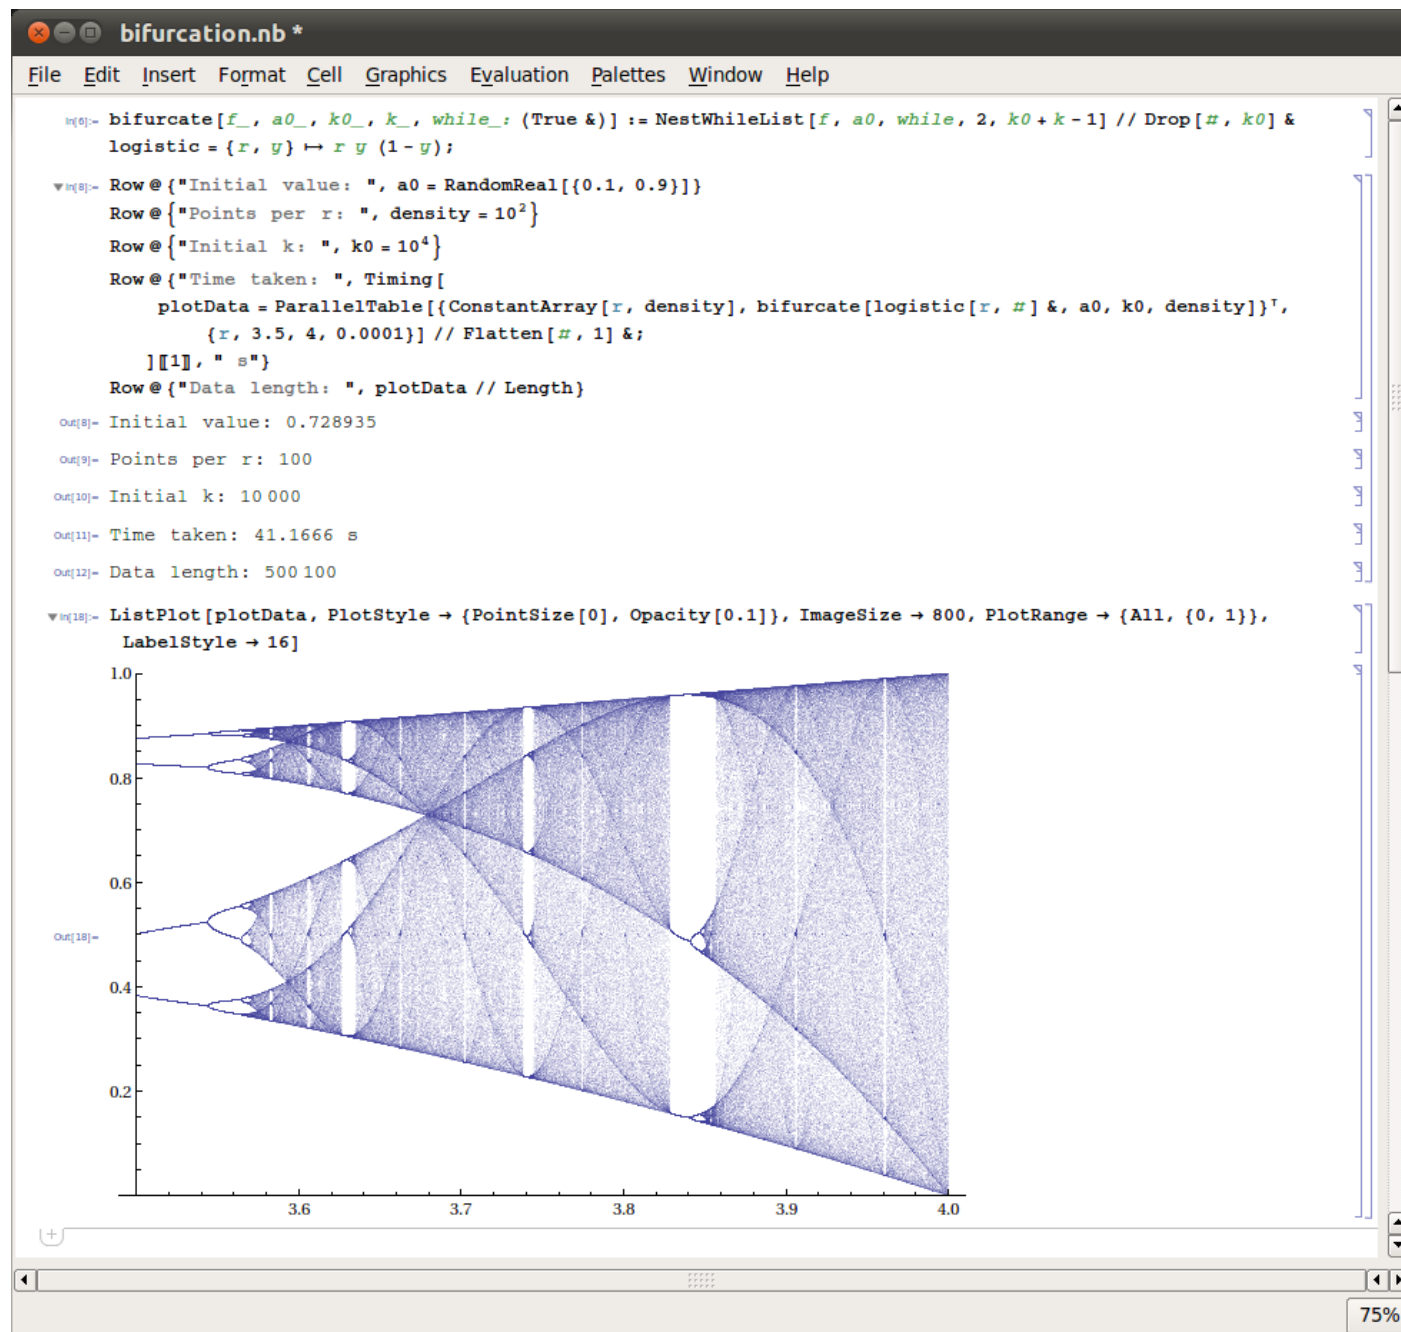 bifurcation.nb *
File Edit Insert Format Cell Graphics Evaluation Palettes Window Help
In[6]:= bifurcate[f_, a0_, k0_, k_, while_: (True &)] := NestWhileList[f, a0, while, 2, k0 + k - 1] // Drop[#, k0] &
logistic = {r, y} ↦ r y (1 - y);
In[8]:= Row @ {"Initial value: ", a0 = RandomReal[{0.1, 0.9}]}
Row @ {"Points per r: ", density = 10²}
Row @ {"Initial k: ", k0 = 10⁴}
Row @ {"Time taken: ", Timing[
plotData = ParallelTable[{ConstantArray[r, density], bifurcate[logistic[r, #] &, a0, k0, density]}ᵀ,
{r, 3.5, 4, 0.0001}] // Flatten[#, 1] &;
]〚1〛, " s"}
Row @ {"Data length: ", plotData // Length}
Out[8]= Initial value: 0.728935
Out[9]= Points per r: 100
Out[10]= Initial k: 10 000
Out[11]= Time taken: 41.1666 s
Out[12]= Data length: 500 100
In[18]:= ListPlot[plotData, PlotStyle → {PointSize[0], Opacity[0.1]}, ImageSize → 800, PlotRange → {All, {0, 1}},
LabelStyle → 16]
1.0
0.8
0.6
Out[18]=
0.4
0.2
3.6 3.7 3.8 3.9 4.0
75%